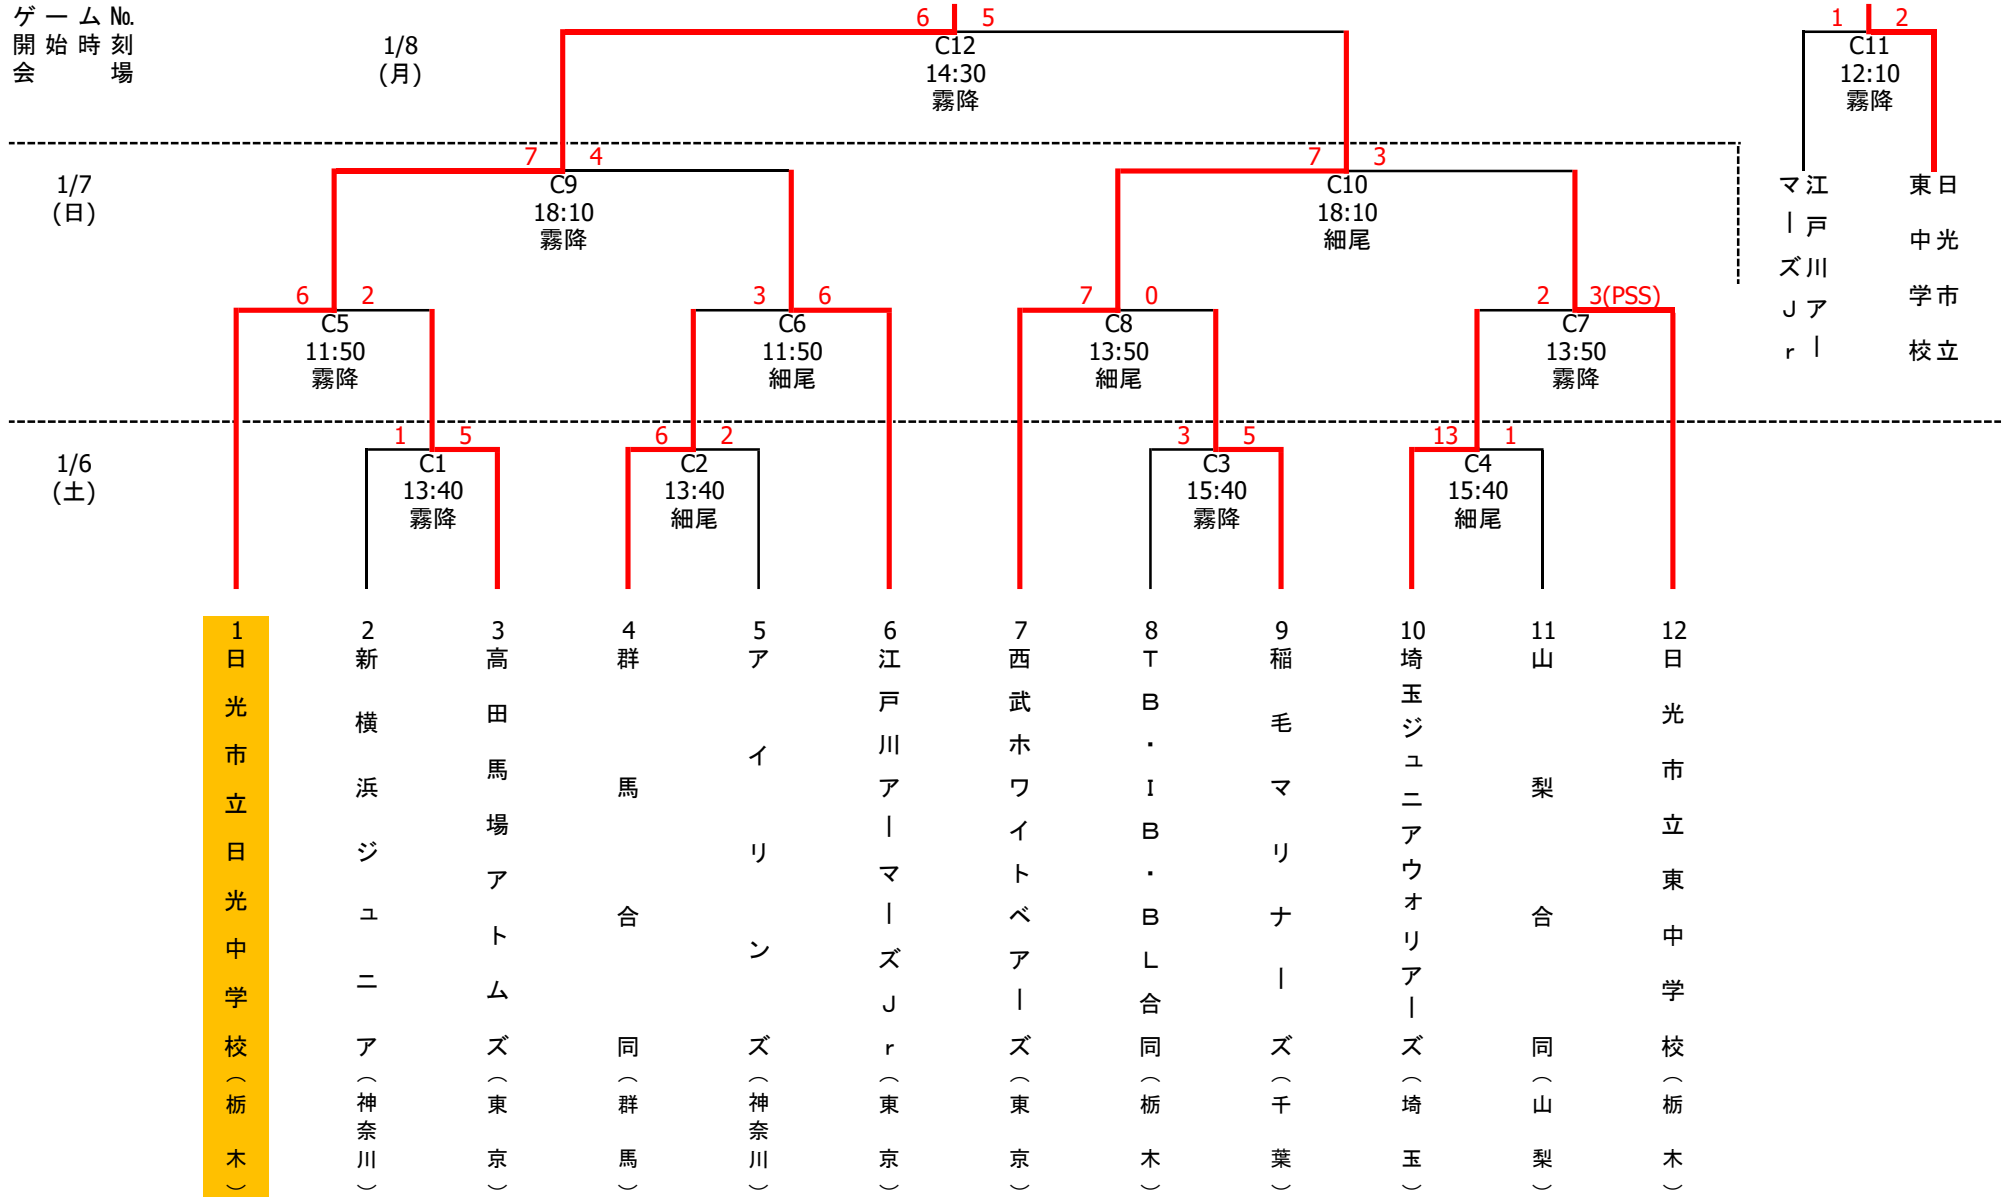 ゲームNo.
開始時刻
会場
1/8
(月)
6 5
C12
14:30
霧降
1 2
C11
12:10
霧降
江戸川アーマーズJr
日光市立東中学校
1/7
(日)
7 4
C9
18:10
霧降
7 3
C10
18:10
細尾
6 2
C5
11:50
霧降
3 6
C6
11:50
細尾
7 0
C8
13:50
細尾
2 3(PSS)
C7
13:50
霧降
1/6
(土)
1 5
C1
13:40
霧降
6 2
C2
13:40
細尾
3 5
C3
15:40
霧降
13 1
C4
15:40
細尾
1 日光市立日光中学校(栃木)
2 新横浜ジュニア(神奈川)
3 高田馬場アトムズ(東京)
4 群馬合同(群馬)
5 アイリンズ(神奈川)
6 江戸川アーマーズJr(東京)
7 西武ホワイトベアーズ(東京)
8 TB・IB・BL合同(栃木)
9 稲毛マリナーズ(千葉)
10 埼玉ジュニアウォリアーズ(埼玉)
11 山梨合同(山梨)
12 日光市立東中学校(栃木)